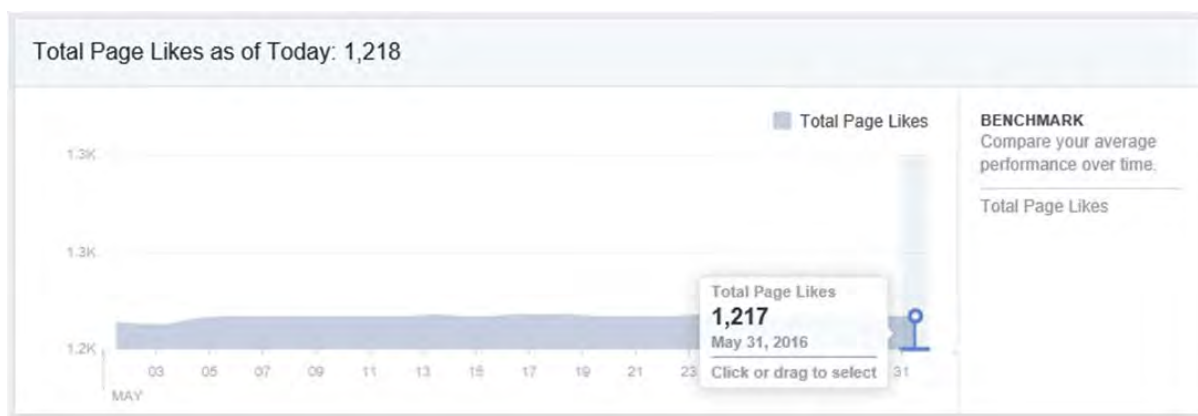 Total Page Likes as of Today: 1,218
Total Page Likes
BENCHMARK
Compare your average
performance over time.
Total Page Likes
1.3K
1.3K
1.2K
Total Page Likes
1,217
May 31, 2016
Click or drag to select
03 05 07 09 11 13 15 17 19 21 23 31
MAY